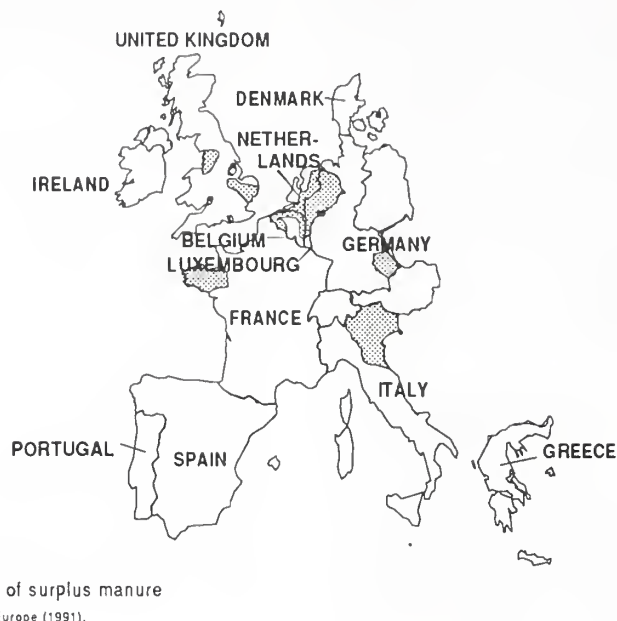 UNITED KINGDOM
DENMARK
NETHER-
LANDS
IRELAND
BELGIUM
GERMANY
LUXEMBOURG
FRANCE
ITALY
PORTUGAL
SPAIN
GREECE
of surplus manure
urope (1991).